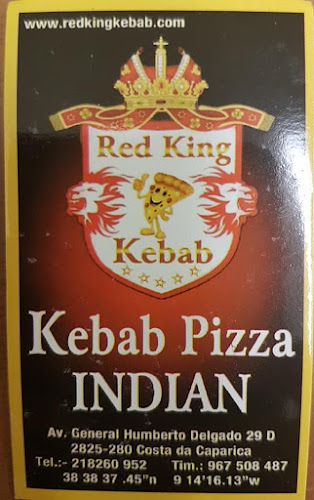 www.redkingkebab.com
Red King
Kebab
Kebab Pizza
INDIAN
Av. General Humberto Delgado 29 D
2825-280 Costa da Caparica
Tel.:- 218260 952 Tim.: 967 508 487
38 38 37 .45"n 9 14'16.13"w